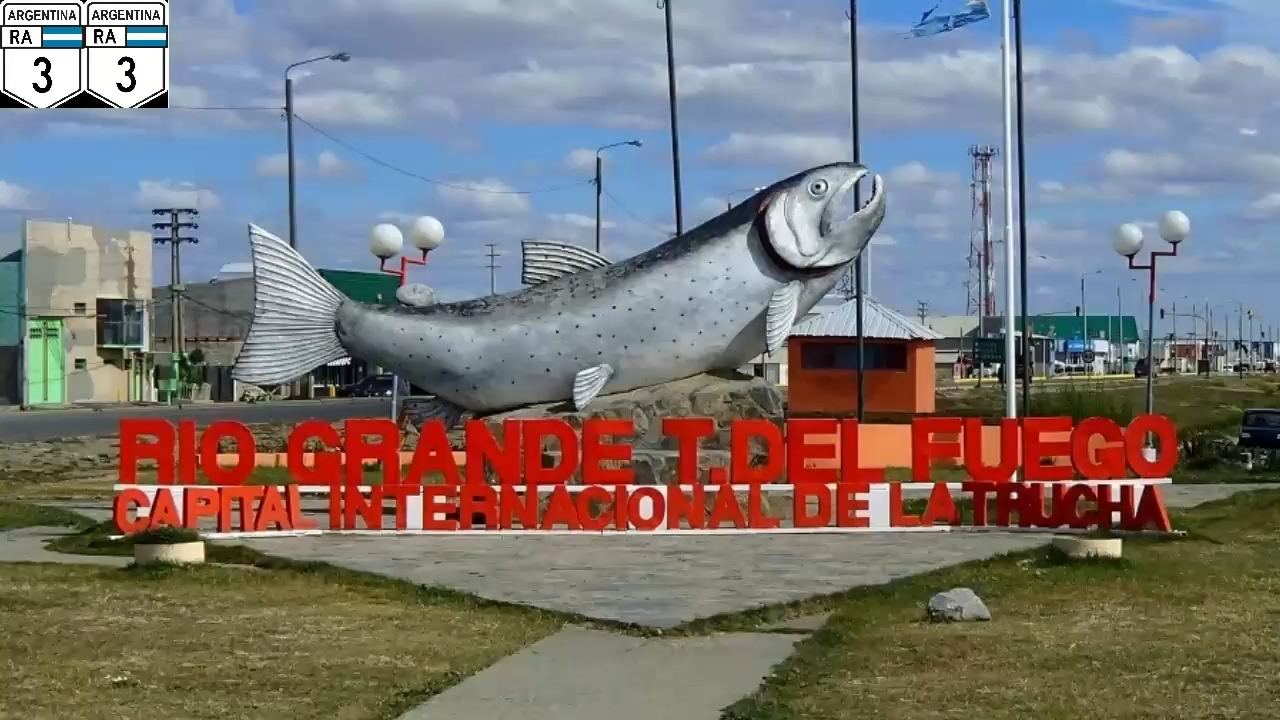 ARGENTINA ARGENTINA
RA RA
3 3
RIO GRANDE T.DEL FUEGO
CAPITAL INTERNACIONAL DE LA TRUCHA